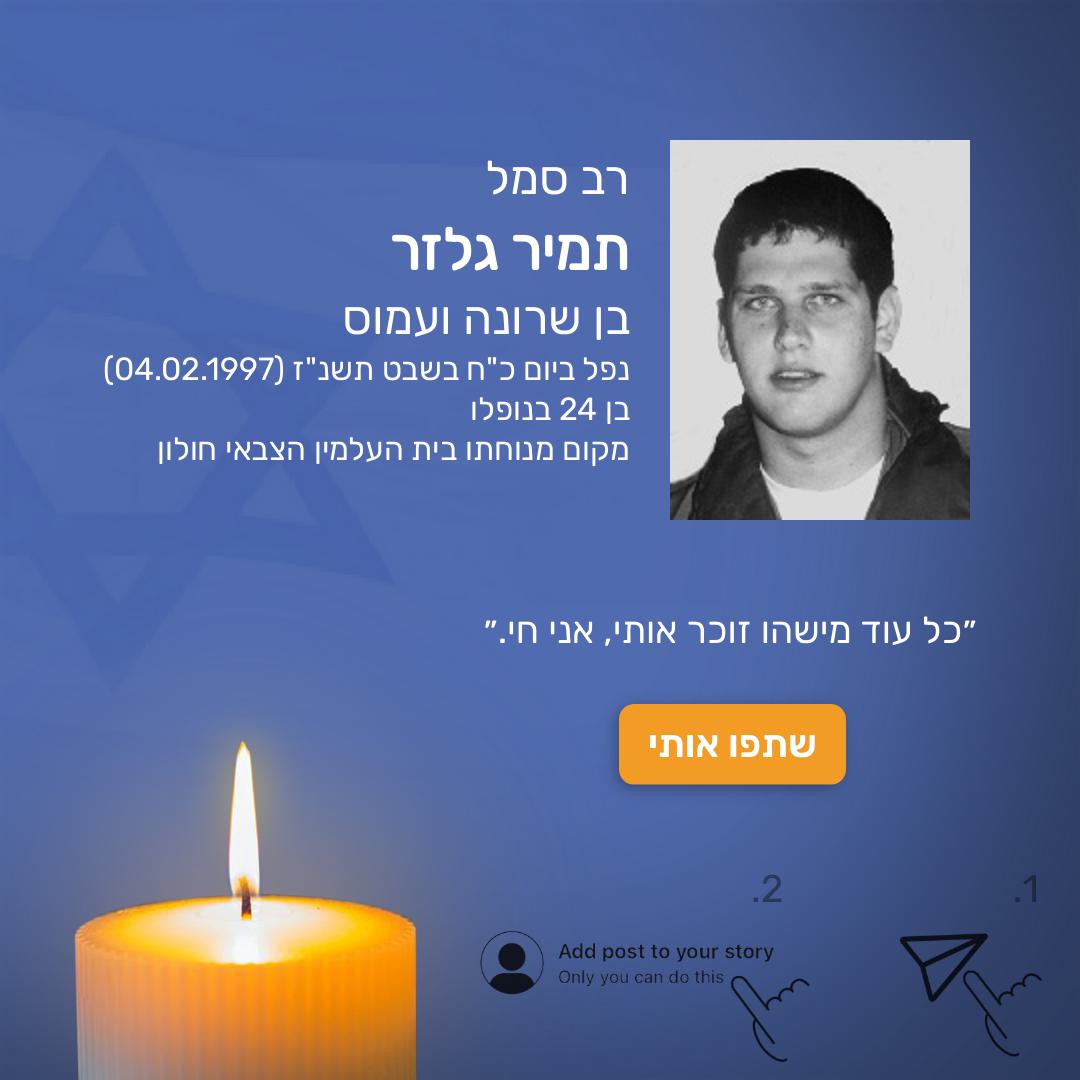 רב סמל
תמיר גלזר
בן שרונה ועמוס
נפל ביום כ"ח בשבט תשנ"ז (04.02.1997)
בן 24 בנופלו
מקום מנוחתו בית העלמין הצבאי חולון
״כל עוד מישהו זוכר אותי, אני חי.״
שתפו אותי
1.
2.
Add post to your story
Only you can do this